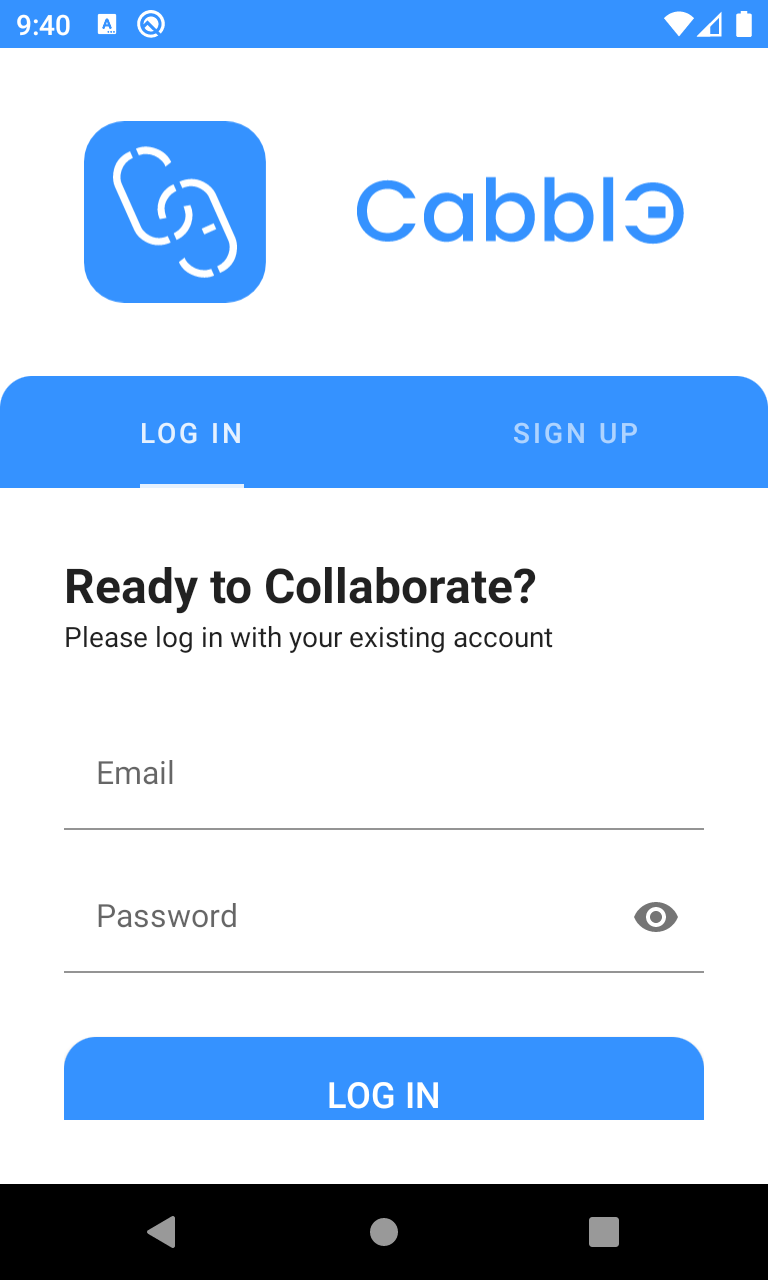 9:40
CabblƎ
LOG IN
SIGN UP
Ready to Collaborate?
Please log in with your existing account
Email
Password
LOG IN